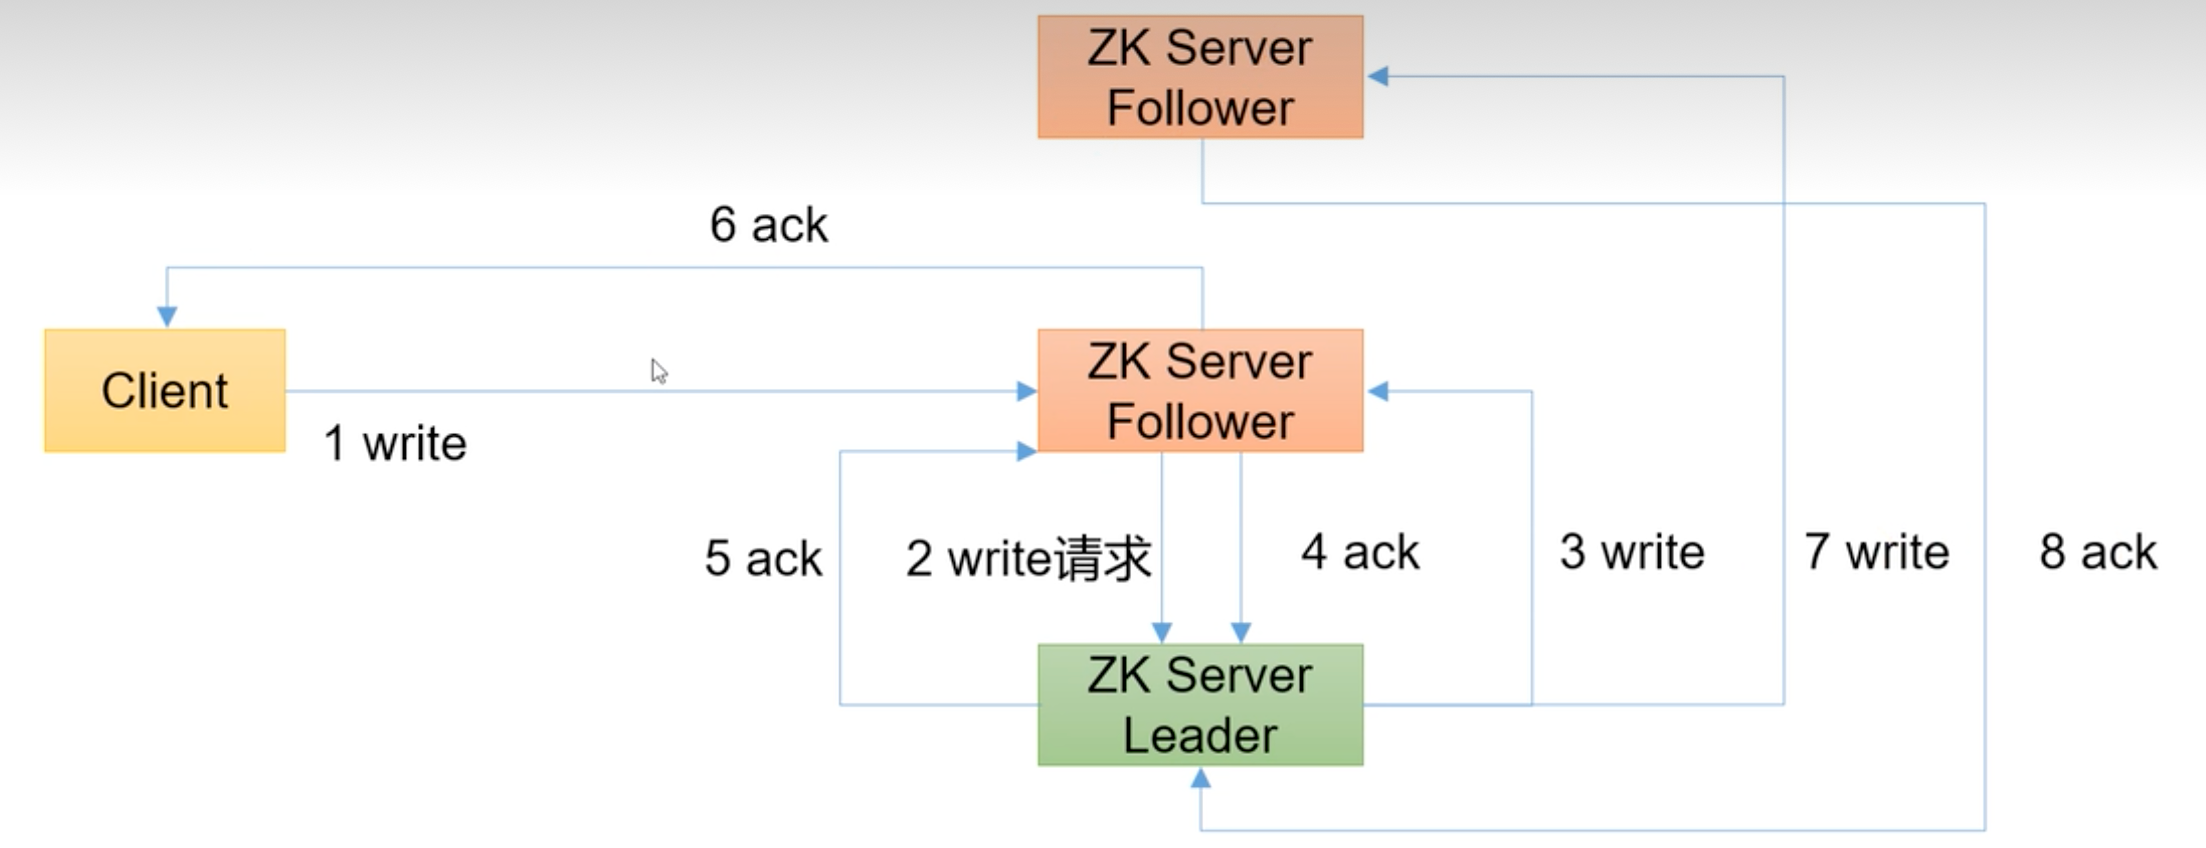 ZK Server
Follower
6 ack
Client
1 write
ZK Server
Follower
5 ack
2 write请求
4 ack
3 write
7 write
8 ack
ZK Server
Leader